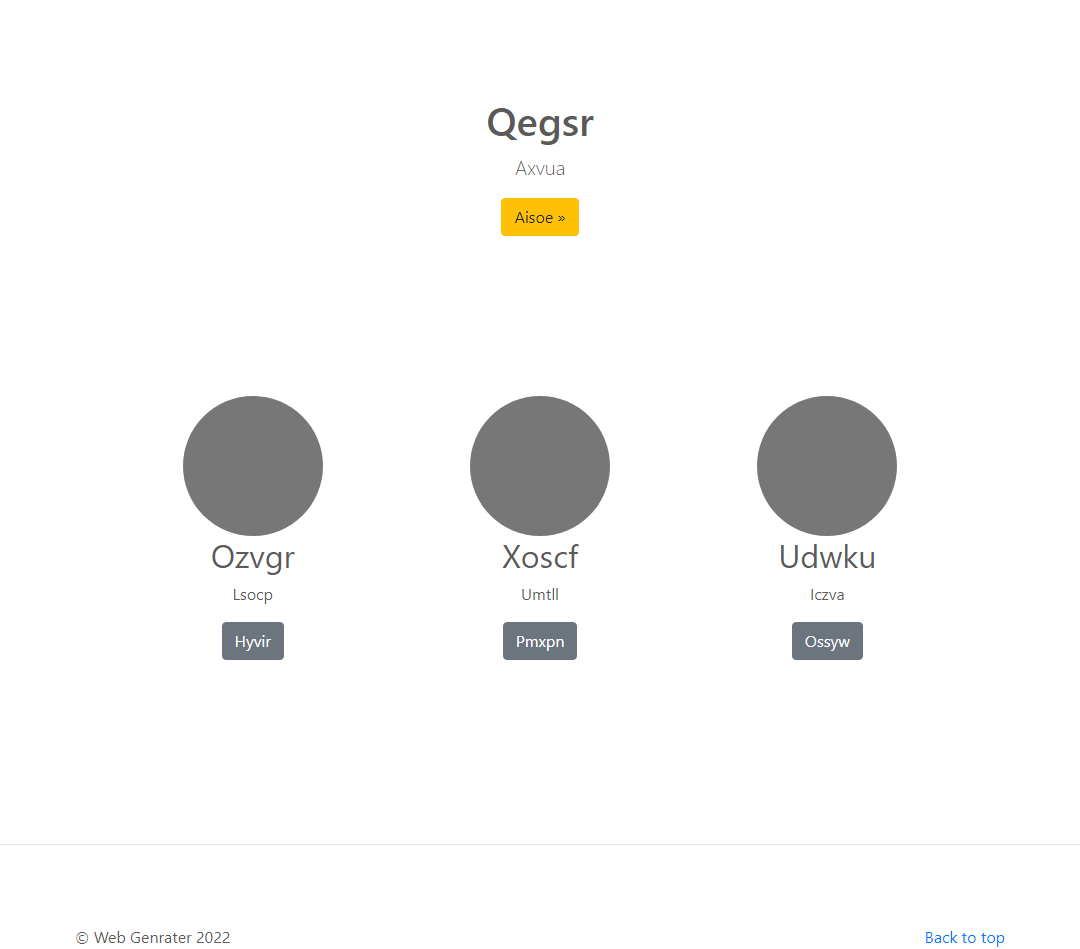 Qegsr
Axvua
Aisoe »
Ozvgr
Xoscf
Udwku
Lsocp
Umtll
Iczva
Hyvir
Pmxpn
Ossyw
© Web Genrater 2022
Back to top